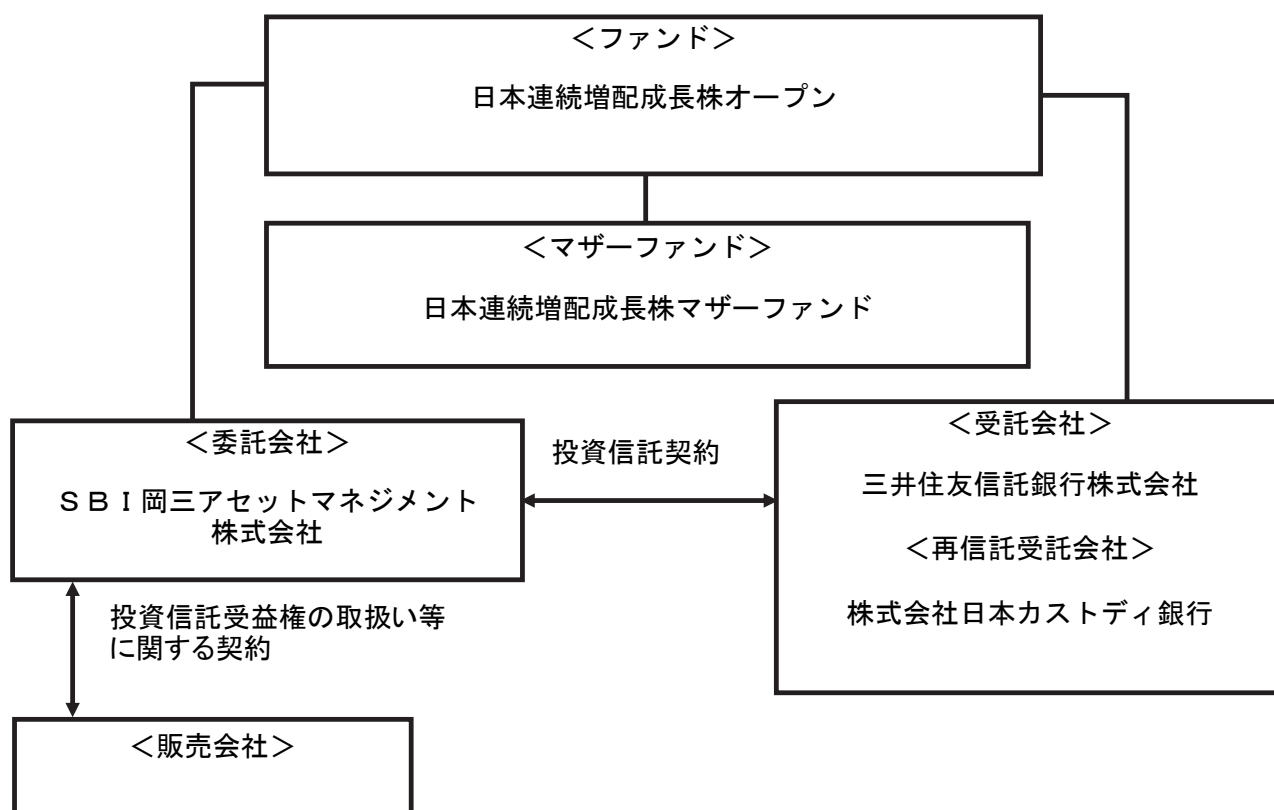 ＜ファンド＞
日本連続増配成長株オープン
＜マザーファンド＞
日本連続増配成長株マザーファンド
＜委託会社＞
ＳＢＩ岡三アセットマネジメント
株式会社
投資信託契約
＜受託会社＞
三井住友信託銀行株式会社
＜再信託受託会社＞
株式会社日本カストディ銀行
投資信託受益権の取扱い等
に関する契約
＜販売会社＞